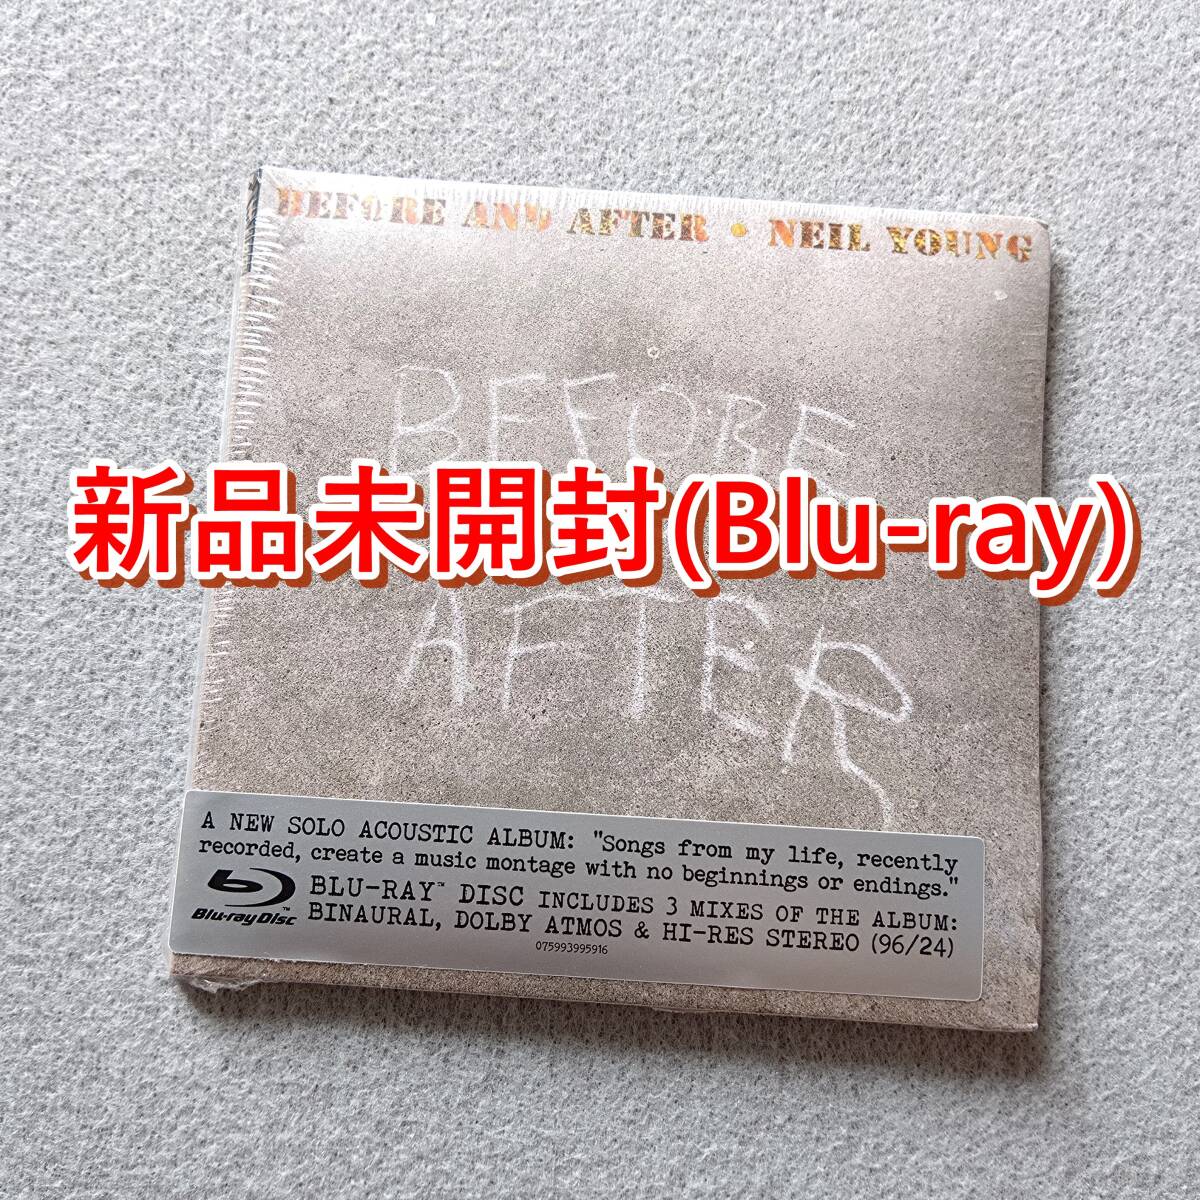 BEFORE AND AFTER • NEIL YOUNG
BEFORE
新品未開封(Blu-ray)
AFTER
A NEW SOLO ACOUSTIC ALBUM: "Songs from my life, recently
recorded, create a music montage with no beginnings or endings."
BLU-RAY™ DISC INCLUDES 3 MIXES OF THE ALBUM:
Blu-ray Disc™
BINAURAL, DOLBY ATMOS & HI-RES STEREO (96/24)
075993995916